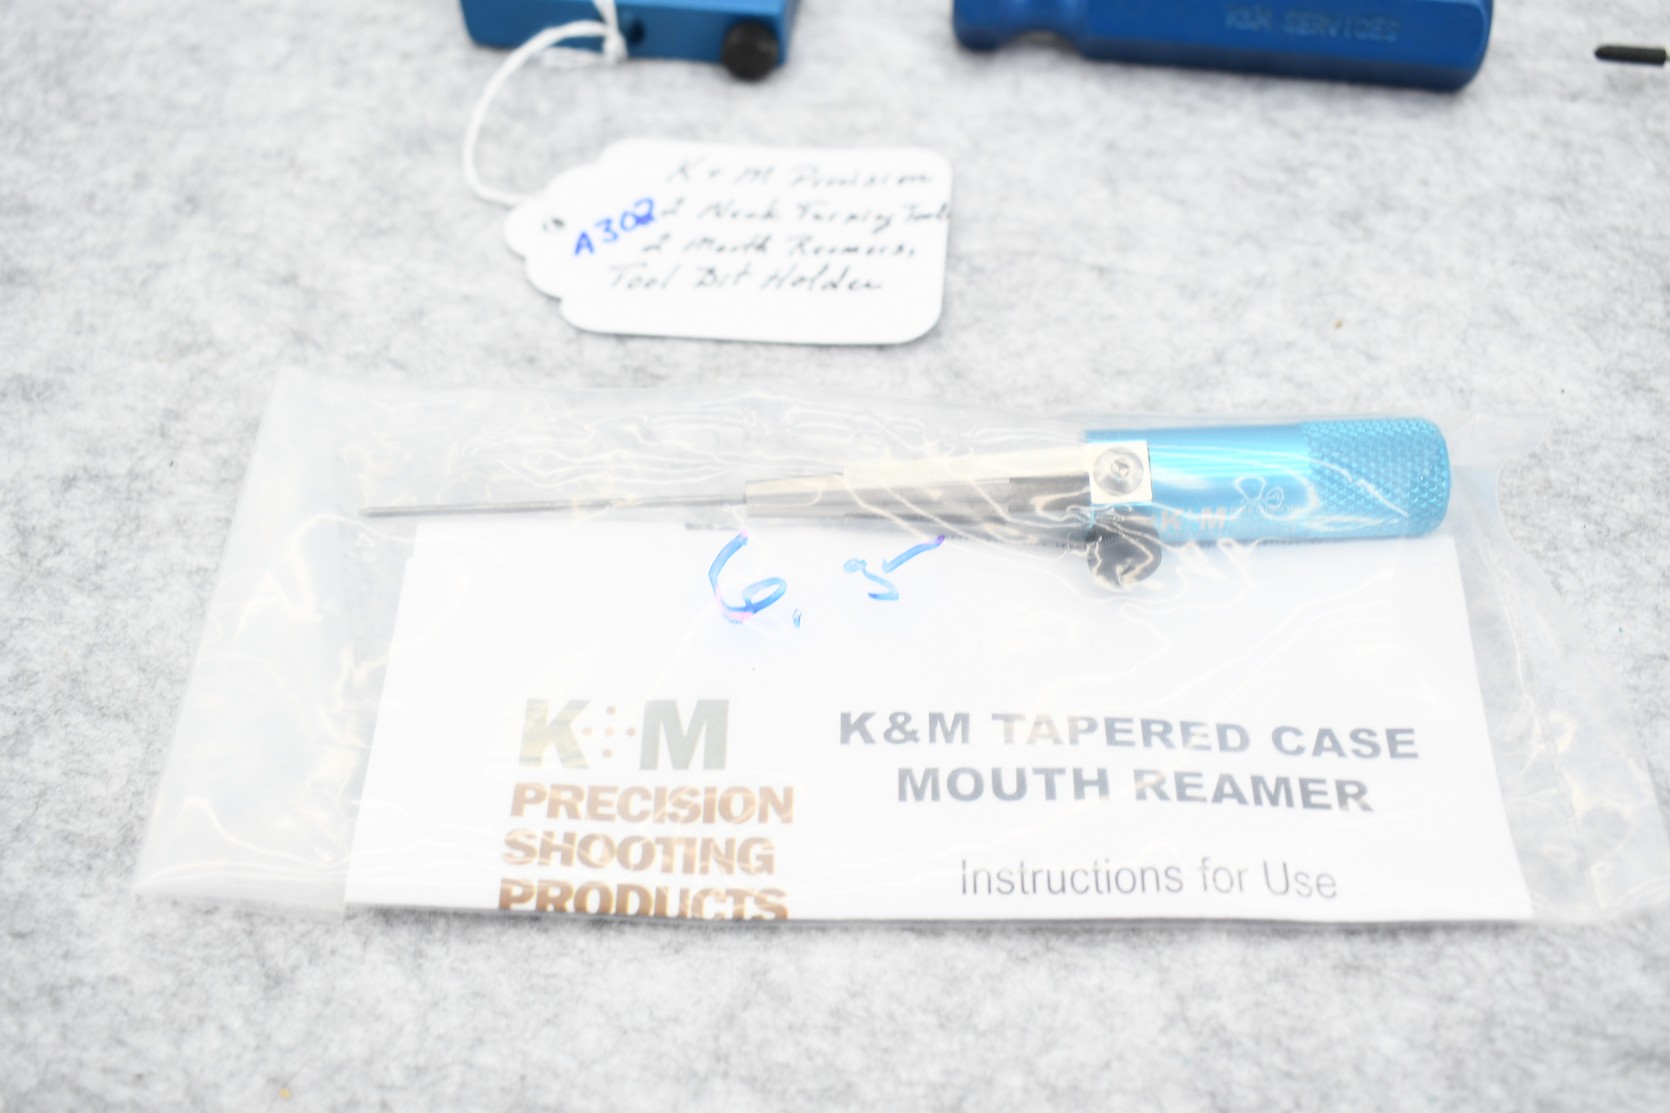 K&M SERVICES
K & M Precision
A302 2 Neck Turning Tools
2 Mouth Reamers,
Tool Bit Holder
K M
6.5
K M
PRECISION
SHOOTING
PRODUCTS
K&M TAPERED CASE
MOUTH REAMER
Instructions for Use